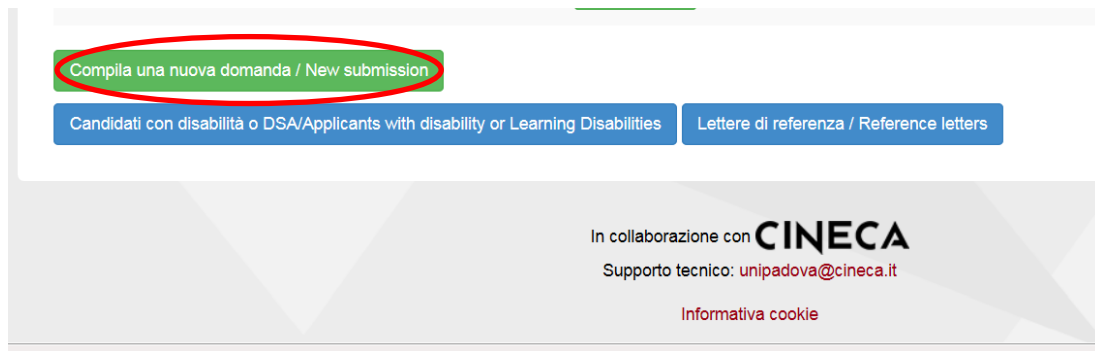 Compila una nuova domanda / New submission
Candidati con disabilità o DSA/Applicants with disability or Learning Disabilities
Lettere di referenza / Reference letters
In collaborazione con CINECA
Supporto tecnico: unipadova@cineca.it
Informativa cookie